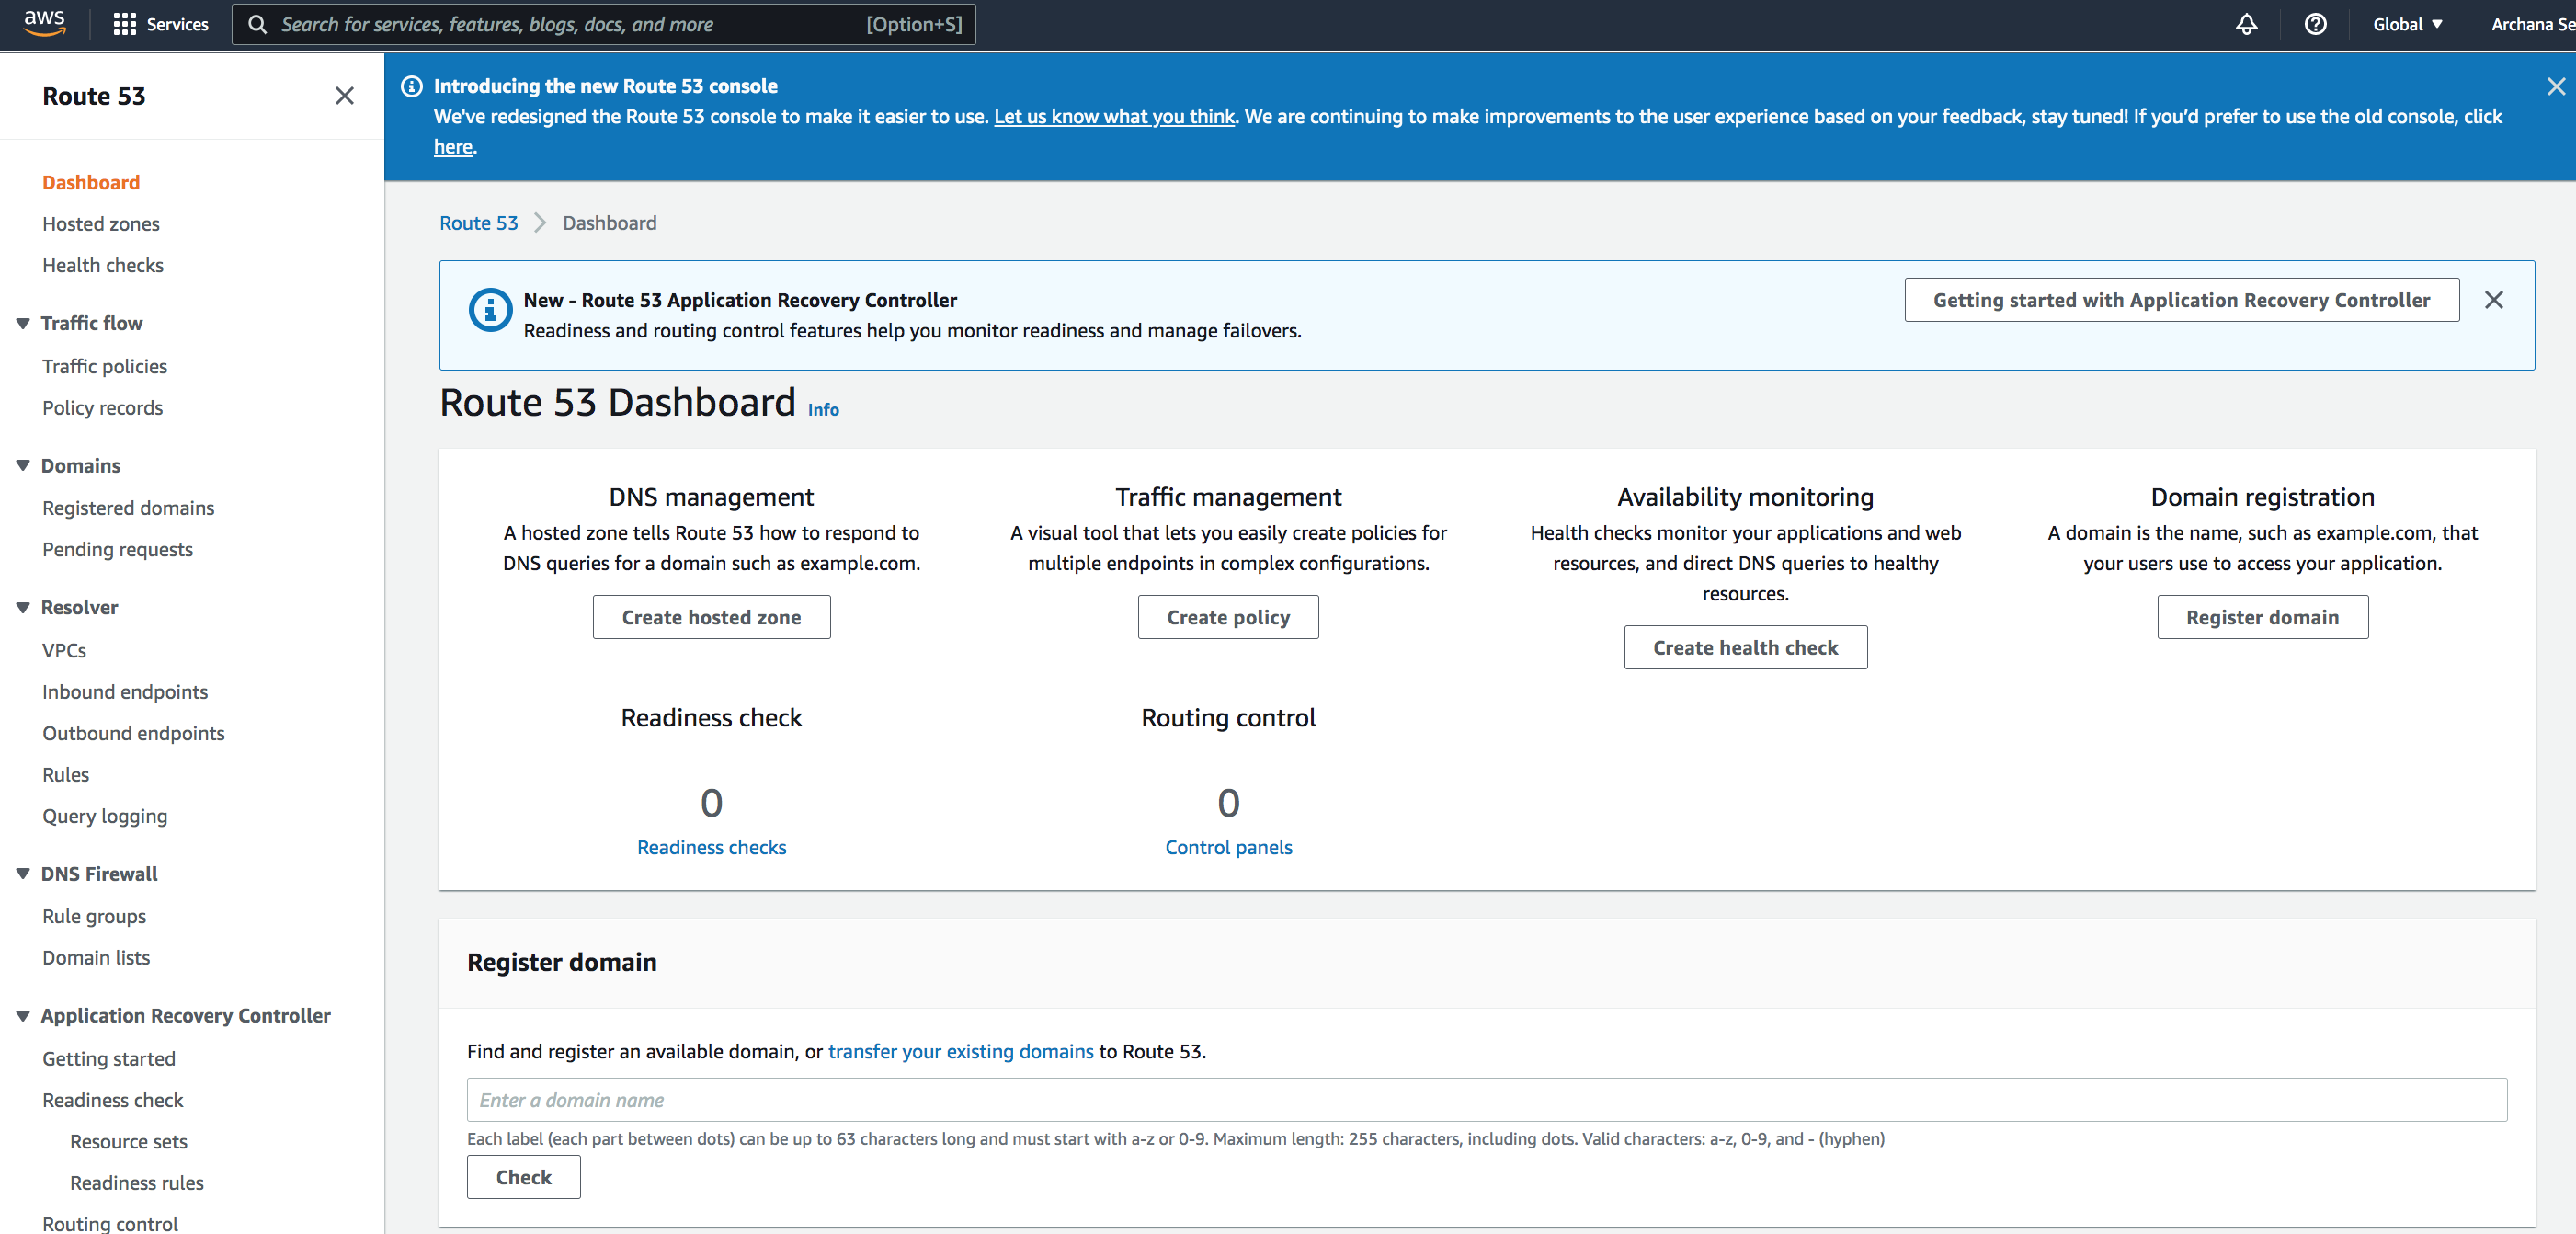 aws
Services
Search for services, features, blogs, docs, and more [Option+S]
Global
Archana Se
Route 53
Dashboard
Hosted zones
Health checks
Traffic flow
Traffic policies
Policy records
Domains
Registered domains
Pending requests
Resolver
VPCs
Inbound endpoints
Outbound endpoints
Rules
Query logging
DNS Firewall
Rule groups
Domain lists
Application Recovery Controller
Getting started
Readiness check
Resource sets
Readiness rules
Routing control
Introducing the new Route 53 console
We've redesigned the Route 53 console to make it easier to use. Let us know what you think. We are continuing to make improvements to the user experience based on your feedback, stay tuned! If you’d prefer to use the old console, click
here.
Route 53 Dashboard
New - Route 53 Application Recovery Controller
Readiness and routing control features help you monitor readiness and manage failovers.
Getting started with Application Recovery Controller
Route 53 Dashboard Info
DNS management
A hosted zone tells Route 53 how to respond to
DNS queries for a domain such as example.com.
Create hosted zone
Traffic management
A visual tool that lets you easily create policies for
multiple endpoints in complex configurations.
Create policy
Availability monitoring
Health checks monitor your applications and web
resources, and direct DNS queries to healthy
resources.
Create health check
Domain registration
A domain is the name, such as example.com, that
your users use to access your application.
Register domain
Readiness check
0
Readiness checks
Routing control
0
Control panels
Register domain
Find and register an available domain, or transfer your existing domains to Route 53.
Enter a domain name
Each label (each part between dots) can be up to 63 characters long and must start with a-z or 0-9. Maximum length: 255 characters, including dots. Valid characters: a-z, 0-9, and - (hyphen)
Check